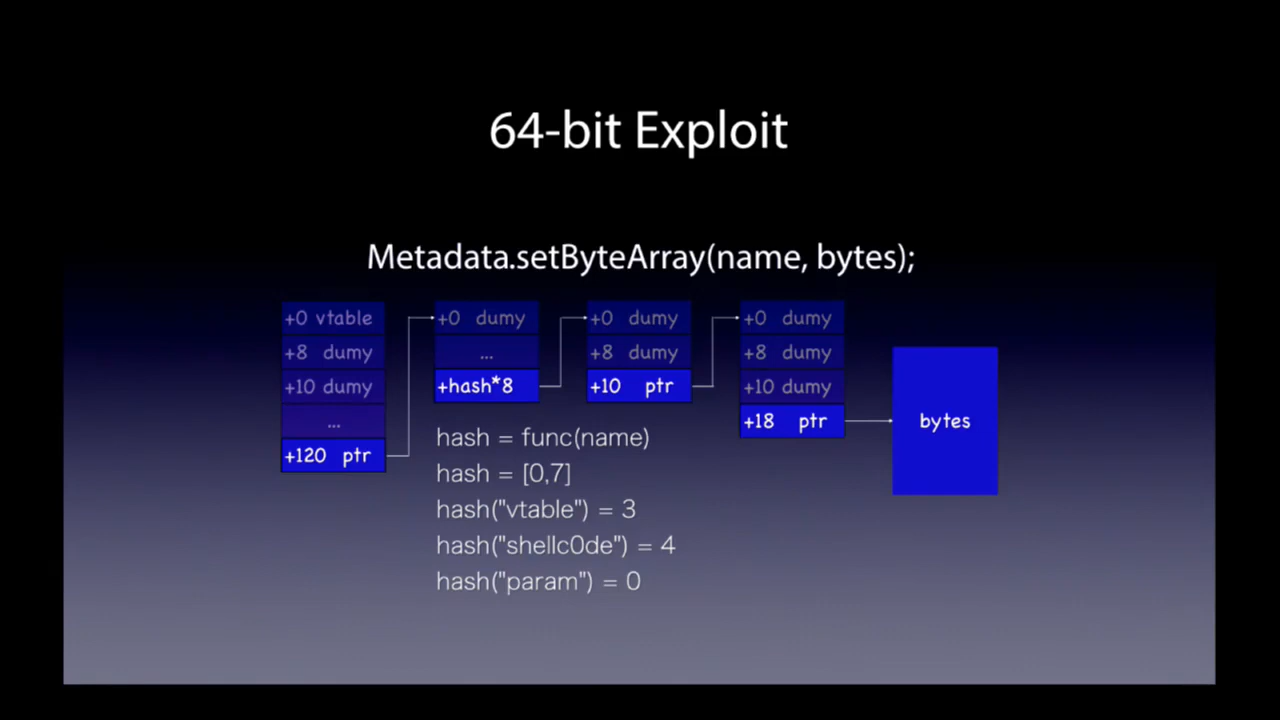 64-bit Exploit
Metadata.setByteArray(name, bytes);
+0 vtable
+8 dumy
+10 dumy
...
+120 ptr
+0 dumy
...
+hash*8
+0 dumy
+8 dumy
+10 ptr
+0 dumy
+8 dumy
+10 dumy
+18 ptr
bytes
hash = func(name)
hash = [0,7]
hash("vtable") = 3
hash("shellc0de") = 4
hash("param") = 0